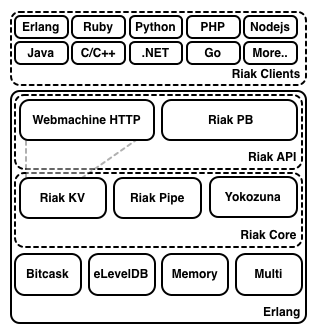 Erlang Ruby Python PHP Nodejs
Java C/C++ .NET Go More..
Riak Clients
Webmachine HTTP Riak PB
Riak API
Riak KV Riak Pipe Yokozuna
Riak Core
Bitcask eLevelDB Memory Multi
Erlang